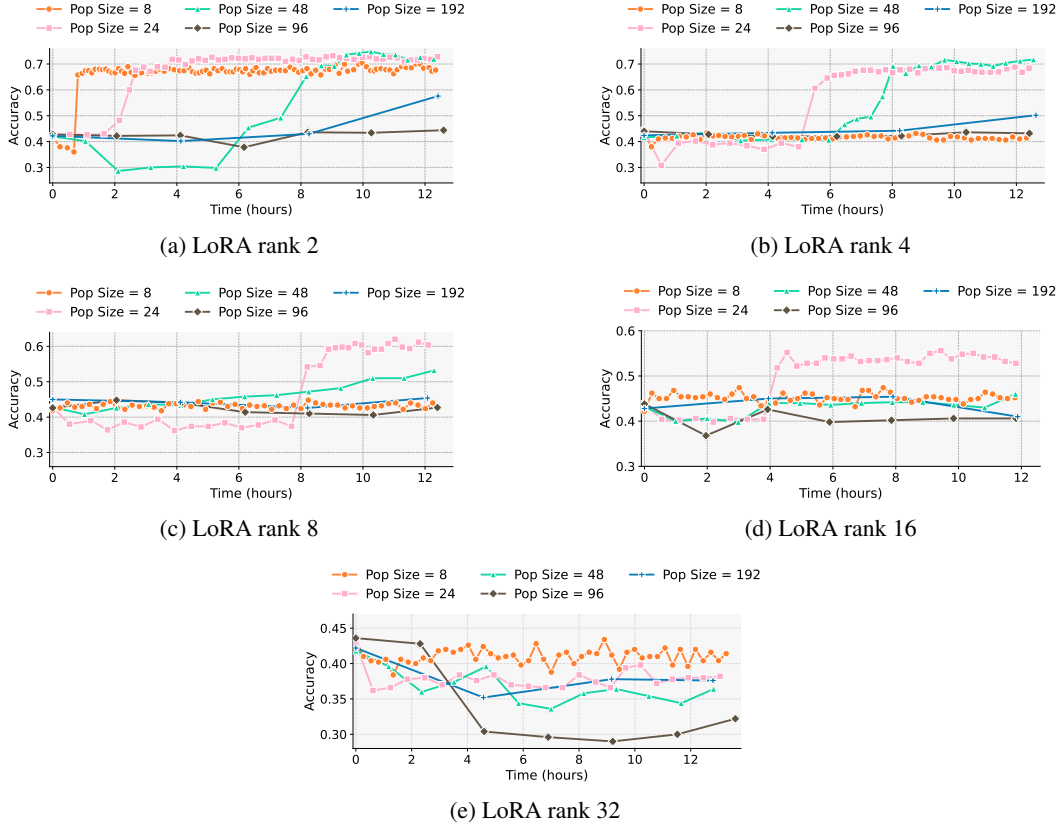 Pop Size = 8 Pop Size = 48 Pop Size = 192
Pop Size = 24 Pop Size = 96
Accuracy
0.7
0.6
0.5
0.4
0.3
0 2 4 6 8 10 12
Time (hours)
(a) LoRA rank 2
Pop Size = 8 Pop Size = 48 Pop Size = 192
Pop Size = 24 Pop Size = 96
Accuracy
0.7
0.6
0.5
0.4
0.3
0 2 4 6 8 10 12
Time (hours)
(b) LoRA rank 4
Pop Size = 8 Pop Size = 48 Pop Size = 192
Pop Size = 24 Pop Size = 96
Accuracy
0.6
0.5
0.4
0.3
0 2 4 6 8 10 12
Time (hours)
(c) LoRA rank 8
Pop Size = 8 Pop Size = 48 Pop Size = 192
Pop Size = 24 Pop Size = 96
Accuracy
0.6
0.5
0.4
0.3
0 2 4 6 8 10 12
Time (hours)
(d) LoRA rank 16
Pop Size = 8 Pop Size = 48 Pop Size = 192
Pop Size = 24 Pop Size = 96
Accuracy
0.45
0.40
0.35
0.30
0 2 4 6 8 10 12
Time (hours)
(e) LoRA rank 32